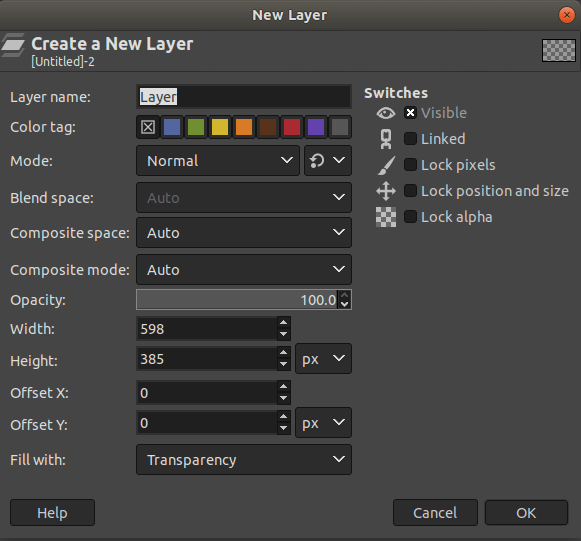 New Layer
Create a New Layer
[Untitled]-2
Layer name: Layer
Color tag:
Mode: Normal
Blend space: Auto
Composite space: Auto
Composite mode: Auto
Opacity: 100.0
Width: 598
Height: 385 px
Offset X: 0
Offset Y: 0 px
Fill with: Transparency
Switches
Visible
Linked
Lock pixels
Lock position and size
Lock alpha
Help Cancel OK